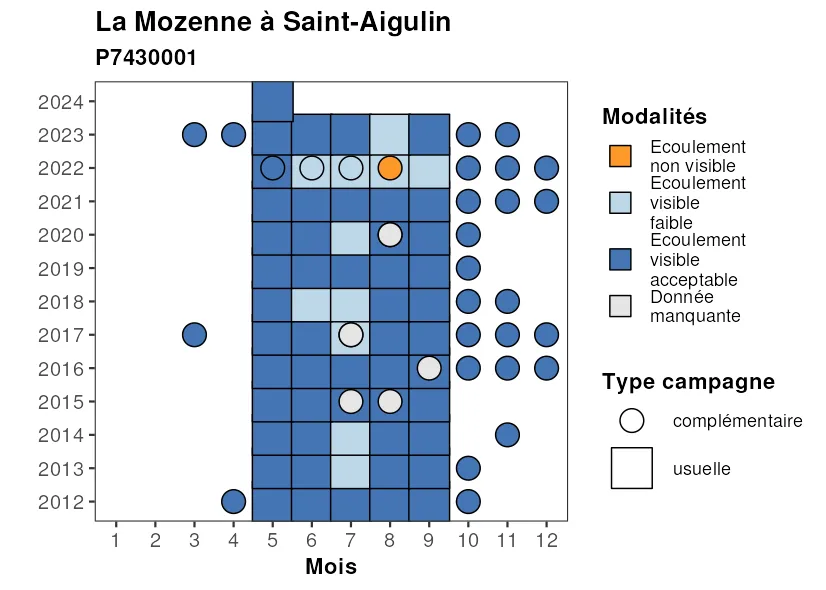 La Mozenne à Saint-Aigulin
P7430001
2024
2023
2022
2021
2020
2019
2018
2017
2016
2015
2014
2013
2012
1 2 3 4 5 6 7 8 9 10 11 12
Mois
Modalités
Ecoulement
non visible
Ecoulement
visible
faible
Ecoulement
visible
acceptable
Donnée
manquante
Type campagne
complémentaire
usuelle